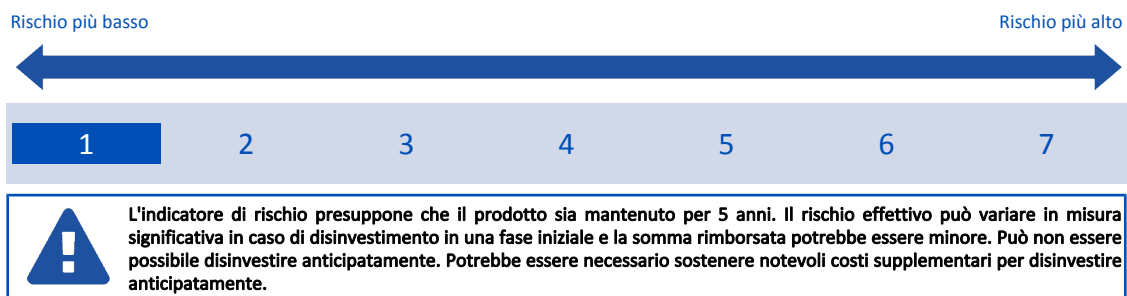 Rischio più basso Rischio più alto
1 2 3 4 5 6 7
L'indicatore di rischio presuppone che il prodotto sia mantenuto per 5 anni. Il rischio effettivo può variare in misura
significativa in caso di disinvestimento in una fase iniziale e la somma rimborsata potrebbe essere minore. Può non essere
possibile disinvestire anticipatamente. Potrebbe essere necessario sostenere notevoli costi supplementari per disinvestire
anticipatamente.